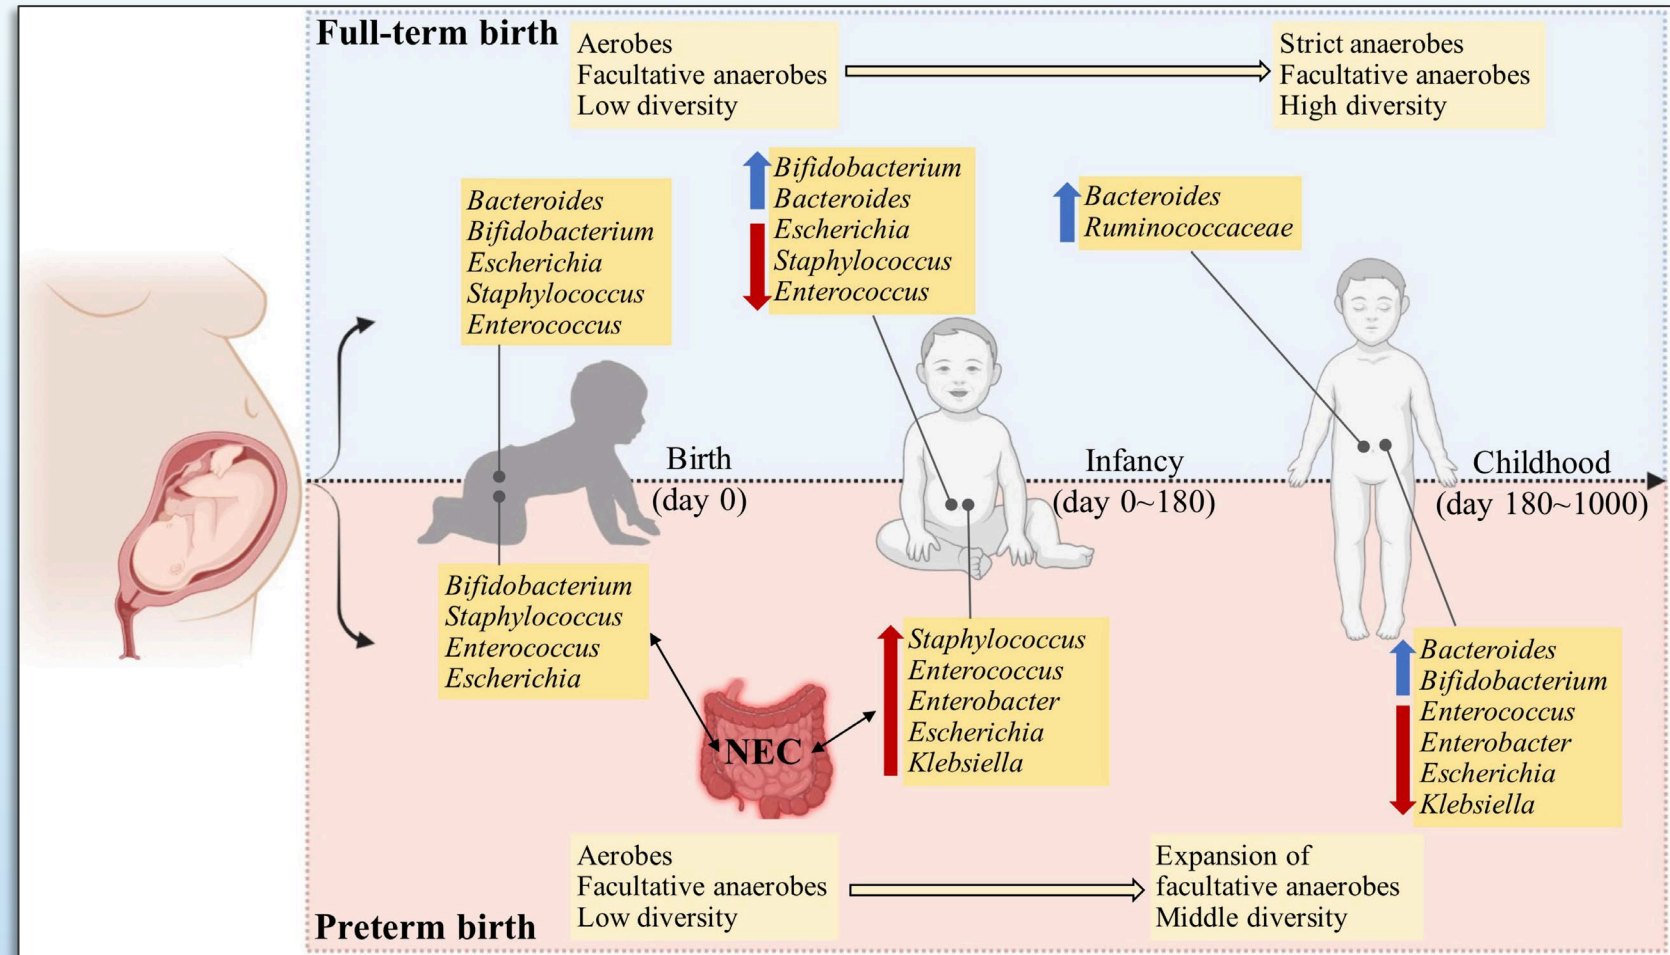 Full-term birth
Aerobes
Facultative anaerobes
Low diversity
Strict anaerobes
Facultative anaerobes
High diversity
Bacteroides
Bifidobacterium
Escherichia
Staphylococcus
Enterococcus
Bifidobacterium
Bacteroides
Escherichia
Staphylococcus
Enterococcus
Bacteroides
Ruminococcaceae
Birth
(day 0)
Infancy
(day 0~180)
Childhood
(day 180~1000)
Bifidobacterium
Staphylococcus
Enterococcus
Escherichia
NEC
Staphylococcus
Enterococcus
Enterobacter
Escherichia
Klebsiella
Bacteroides
Bifidobacterium
Enterococcus
Enterobacter
Escherichia
Klebsiella
Aerobes
Facultative anaerobes
Low diversity
Expansion of
facultative anaerobes
Middle diversity
Preterm birth